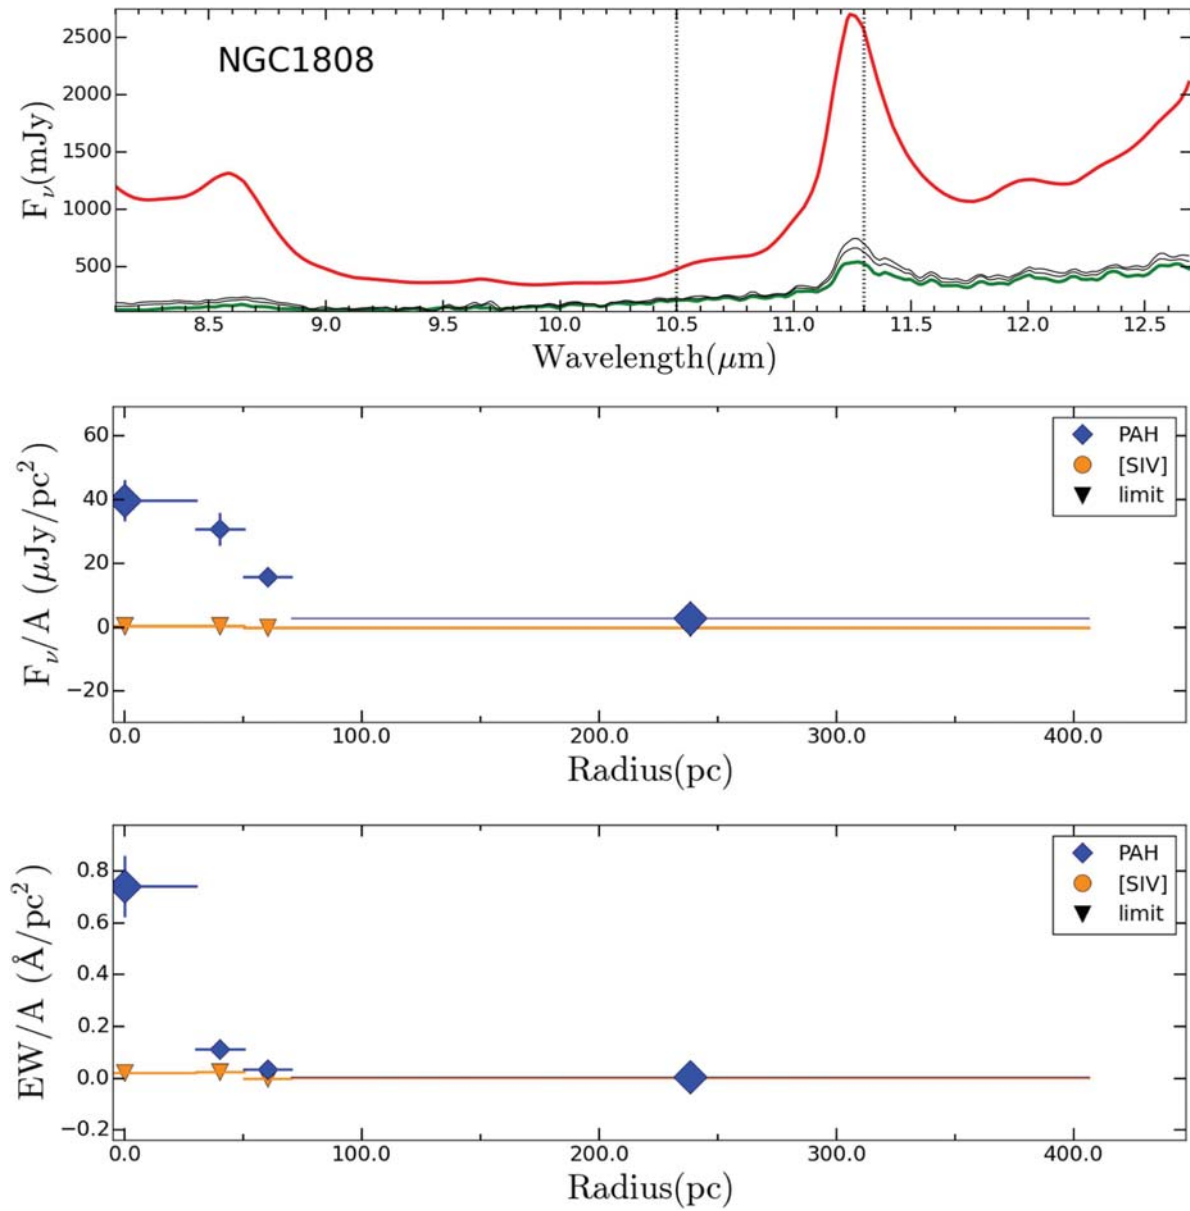 NGC1808
F_ν(mJy)
2500
2000
1500
1000
500
8.5 9.0 9.5 10.0 10.5 11.0 11.5 12.0 12.5
Wavelength(μm)
F_ν/A (μJy/pc²)
60
40
20
0
−20
PAH
[SIV]
limit
0.0 100.0 200.0 300.0 400.0
Radius(pc)
EW/A (Å/pc²)
0.8
0.6
0.4
0.2
0.0
−0.2
PAH
[SIV]
limit
0.0 100.0 200.0 300.0 400.0
Radius(pc)